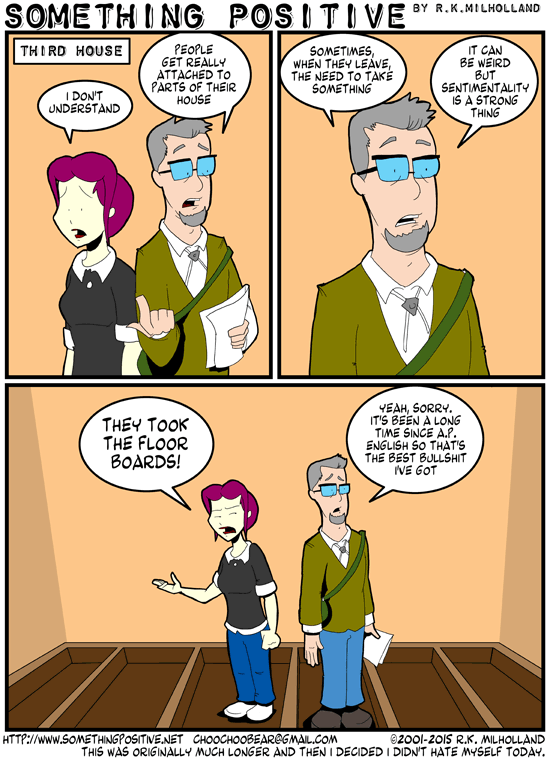 SOMETHING POSITIVE BY R.K.MILHOLLAND
THIRD HOUSE
I DON'T
UNDERSTAND
PEOPLE
GET REALLY
ATTACHED TO
PARTS OF THEIR
HOUSE
SOMETIMES,
WHEN THEY LEAVE,
THE NEED TO TAKE
SOMETHING
IT CAN
BE WEIRD
BUT
SENTIMENTALITY
IS A STRONG
THING
THEY TOOK
THE FLOOR
BOARDS!
YEAH, SORRY.
IT'S BEEN A LONG
TIME SINCE A.P.
ENGLISH SO THAT'S
THE BEST BULLSHIT
I'VE GOT
HTTP://WWW.SOMETHINGPOSITIVE.NET CHOOCHOOBEAR@GMAIL.COM ©2001-2015 R.K. MILHOLLAND
THIS WAS ORIGINALLY MUCH LONGER AND THEN I DECIDED I DIDN'T HATE MYSELF TODAY.